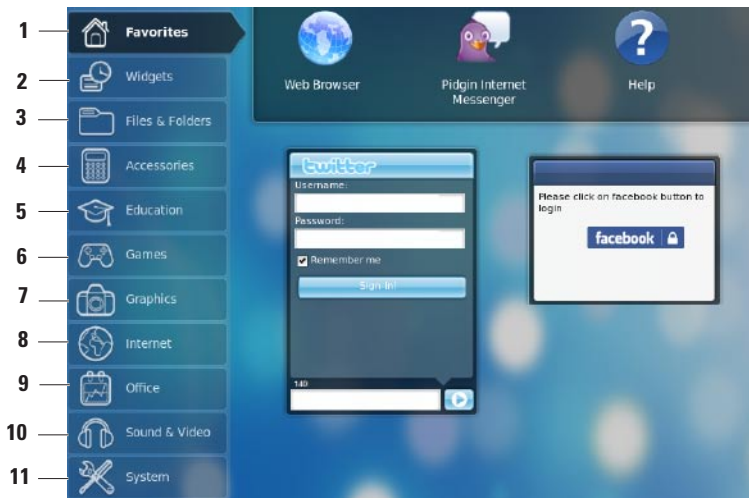 1 Favorites
2 Widgets
3 Files & Folders
4 Accessories
5 Education
6 Games
7 Graphics
8 Internet
9 Office
10 Sound & Video
11 System
Web Browser
Pidgin Internet
Messenger
Help
twitter
Username:
Password:
Remember me
Sign In!
140
Please click on facebook button to
login
facebook